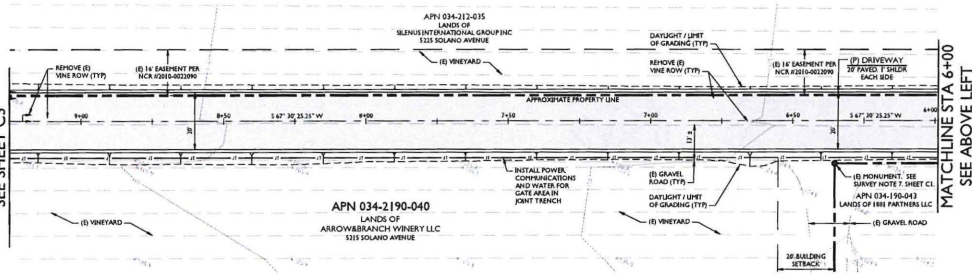 APN 034-212-035
LANDS OF
SILENUS INTERNATIONAL GROUP INC
5225 SOLANO AVENUE
(E) VINEYARD
REMOVE (E)
VINE ROW (TYP)
(E) 16' EASEMENT PER
NCR #2010-0022090
DAYLIGHT / LIMIT
OF GRADING (TYP)
REMOVE (E)
VINE ROW (TYP)
(E) 16' EASEMENT PER
NCR #2010-0022090
(P) DRIVEWAY
20' PAVED, 1' SHLDR
EACH SIDE
APPROXIMATE PROPERTY LINE
9+00
8+50
S 67° 30' 25.25" W
8+00
7+50
7+00
6+50
S 67° 30' 25.25" W
6+00
20'
20'
(E) GRAVEL
ROAD (TYP)
INSTALL POWER,
COMMUNICATIONS
AND WATER FOR
GATE AREA IN
JOINT TRENCH
DAYLIGHT / LIMIT
OF GRADING (TYP)
(E) MONUMENT. SEE
SURVEY NOTE 7, SHEET C1.
APN 034-190-043
LANDS OF 1881 PARTNERS LLC
(E) GRAVEL ROAD
(E) VINEYARD
APN 034-2190-040
LANDS OF
ARROW&BRANCH WINERY LLC
5215 SOLANO AVENUE
(E) VINEYARD
20' BUILDING
SETBACK
MATCHLINE STA 6+00
SEE ABOVE LEFT